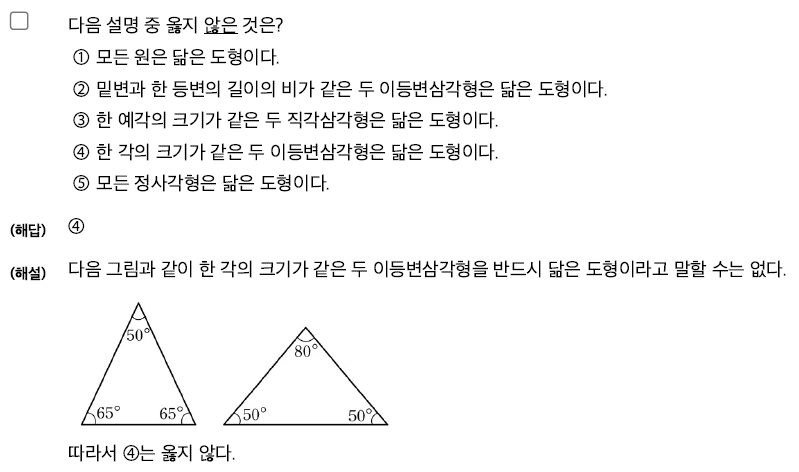 다음 설명 중 옳지 않은 것은?
① 모든 원은 닮은 도형이다.
② 밑변과 한 등변의 길이의 비가 같은 두 이등변삼각형은 닮은 도형이다.
③ 한 예각의 크기가 같은 두 직각삼각형은 닮은 도형이다.
④ 한 각의 크기가 같은 두 이등변삼각형은 닮은 도형이다.
⑤ 모든 정사각형은 닮은 도형이다.
(해답) ④
(해설) 다음 그림과 같이 한 각의 크기가 같은 두 이등변삼각형을 반드시 닮은 도형이라고 말할 수는 없다.
50°
80°
65° 65° 50° 50°
따라서 ④는 옳지 않다.